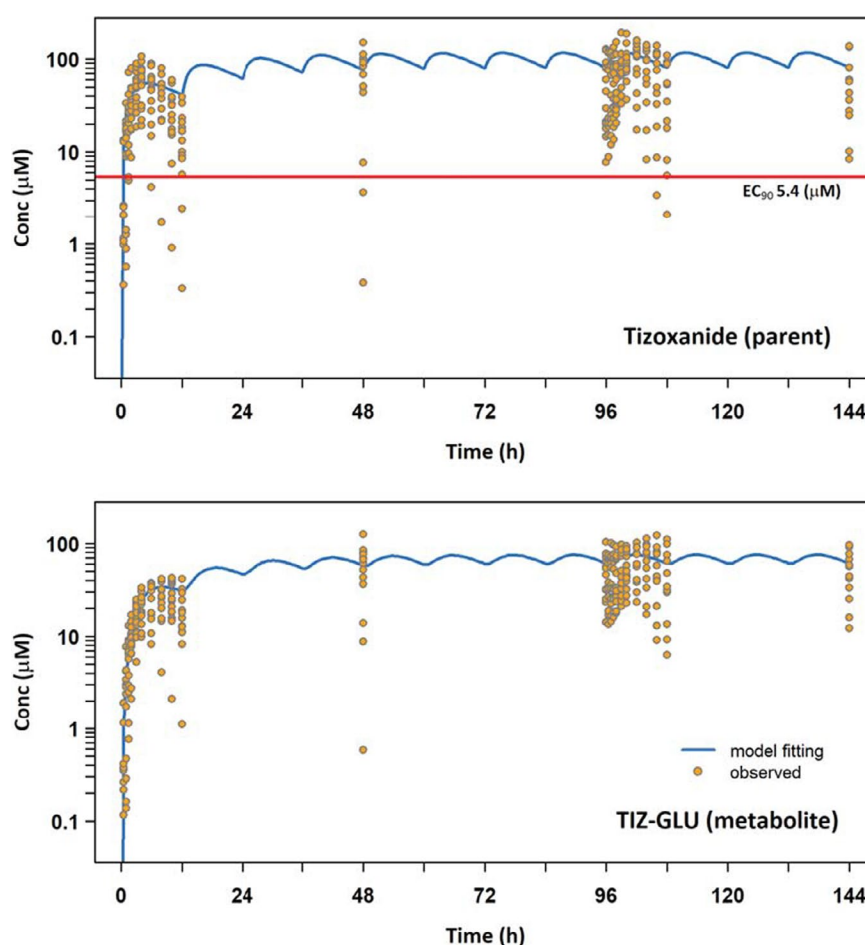 100
10
1
0.1
Conc (μM)
EC90 5.4 (μM)
Tizoxanide (parent)
0 24 48 72 96 120 144
Time (h)
100
10
1
0.1
Conc (μM)
model fitting
observed
TIZ-GLU (metabolite)
0 24 48 72 96 120 144
Time (h)